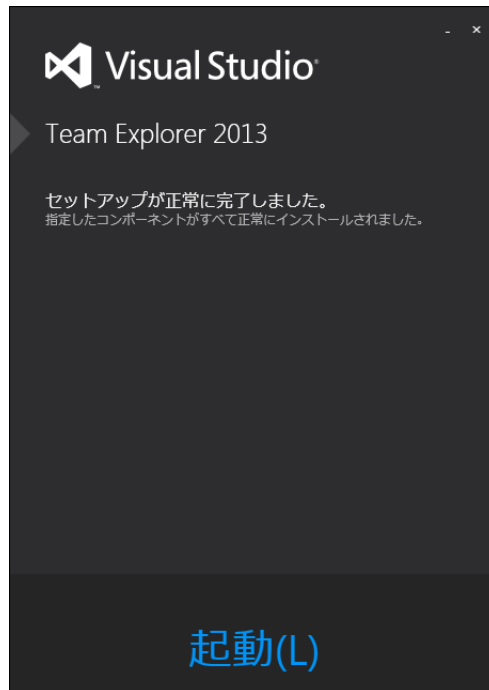 Visual Studio
Team Explorer 2013
セットアップが正常に完了しました。
指定したコンポーネントがすべて正常にインストールされました。
起動(L)